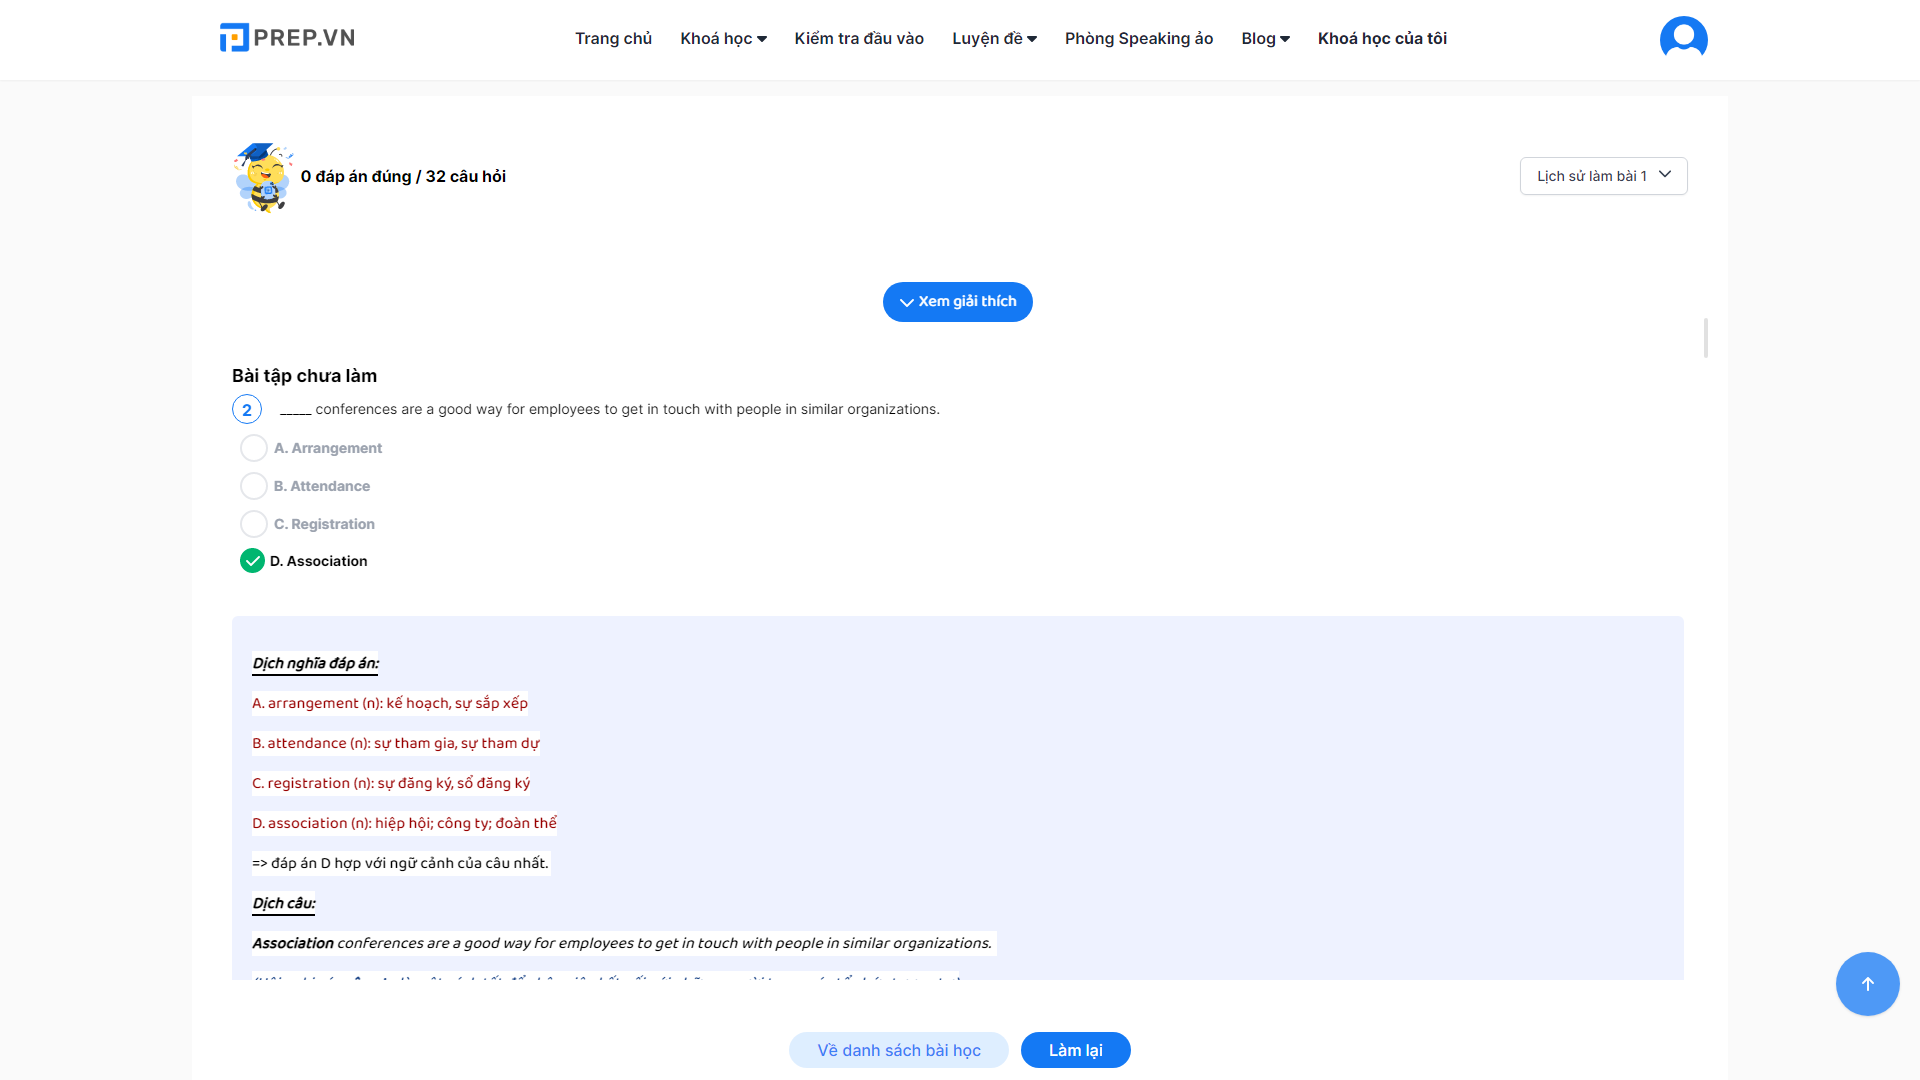 PREP.VN
Trang chủ Khoá học Kiểm tra đầu vào Luyện đề Phòng Speaking ảo Blog Khoá học của tôi
0 đáp án đúng / 32 câu hỏi
Lịch sử làm bài 1
Xem giải thích
Bài tập chưa làm
2 _____ conferences are a good way for employees to get in touch with people in similar organizations.
A. Arrangement
B. Attendance
C. Registration
D. Association
Dịch nghĩa đáp án:
A. arrangement (n): kế hoạch, sự sắp xếp
B. attendance (n): sự tham gia, sự tham dự
C. registration (n): sự đăng ký, sổ đăng ký
D. association (n): hiệp hội; công ty; đoàn thể
=> đáp án D hợp với ngữ cảnh của câu nhất.
Dịch câu:
Association conferences are a good way for employees to get in touch with people in similar organizations.
Về danh sách bài học Làm lại